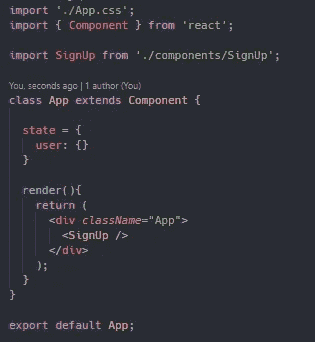 import './App.css';
import { Component } from 'react';
import SignUp from './components/SignUp';
You, seconds ago | 1 author (You)
class App extends Component {
state = {
user: {}
}
render(){
return (
<div className="App">
<SignUp />
</div>
);
}
}
export default App;